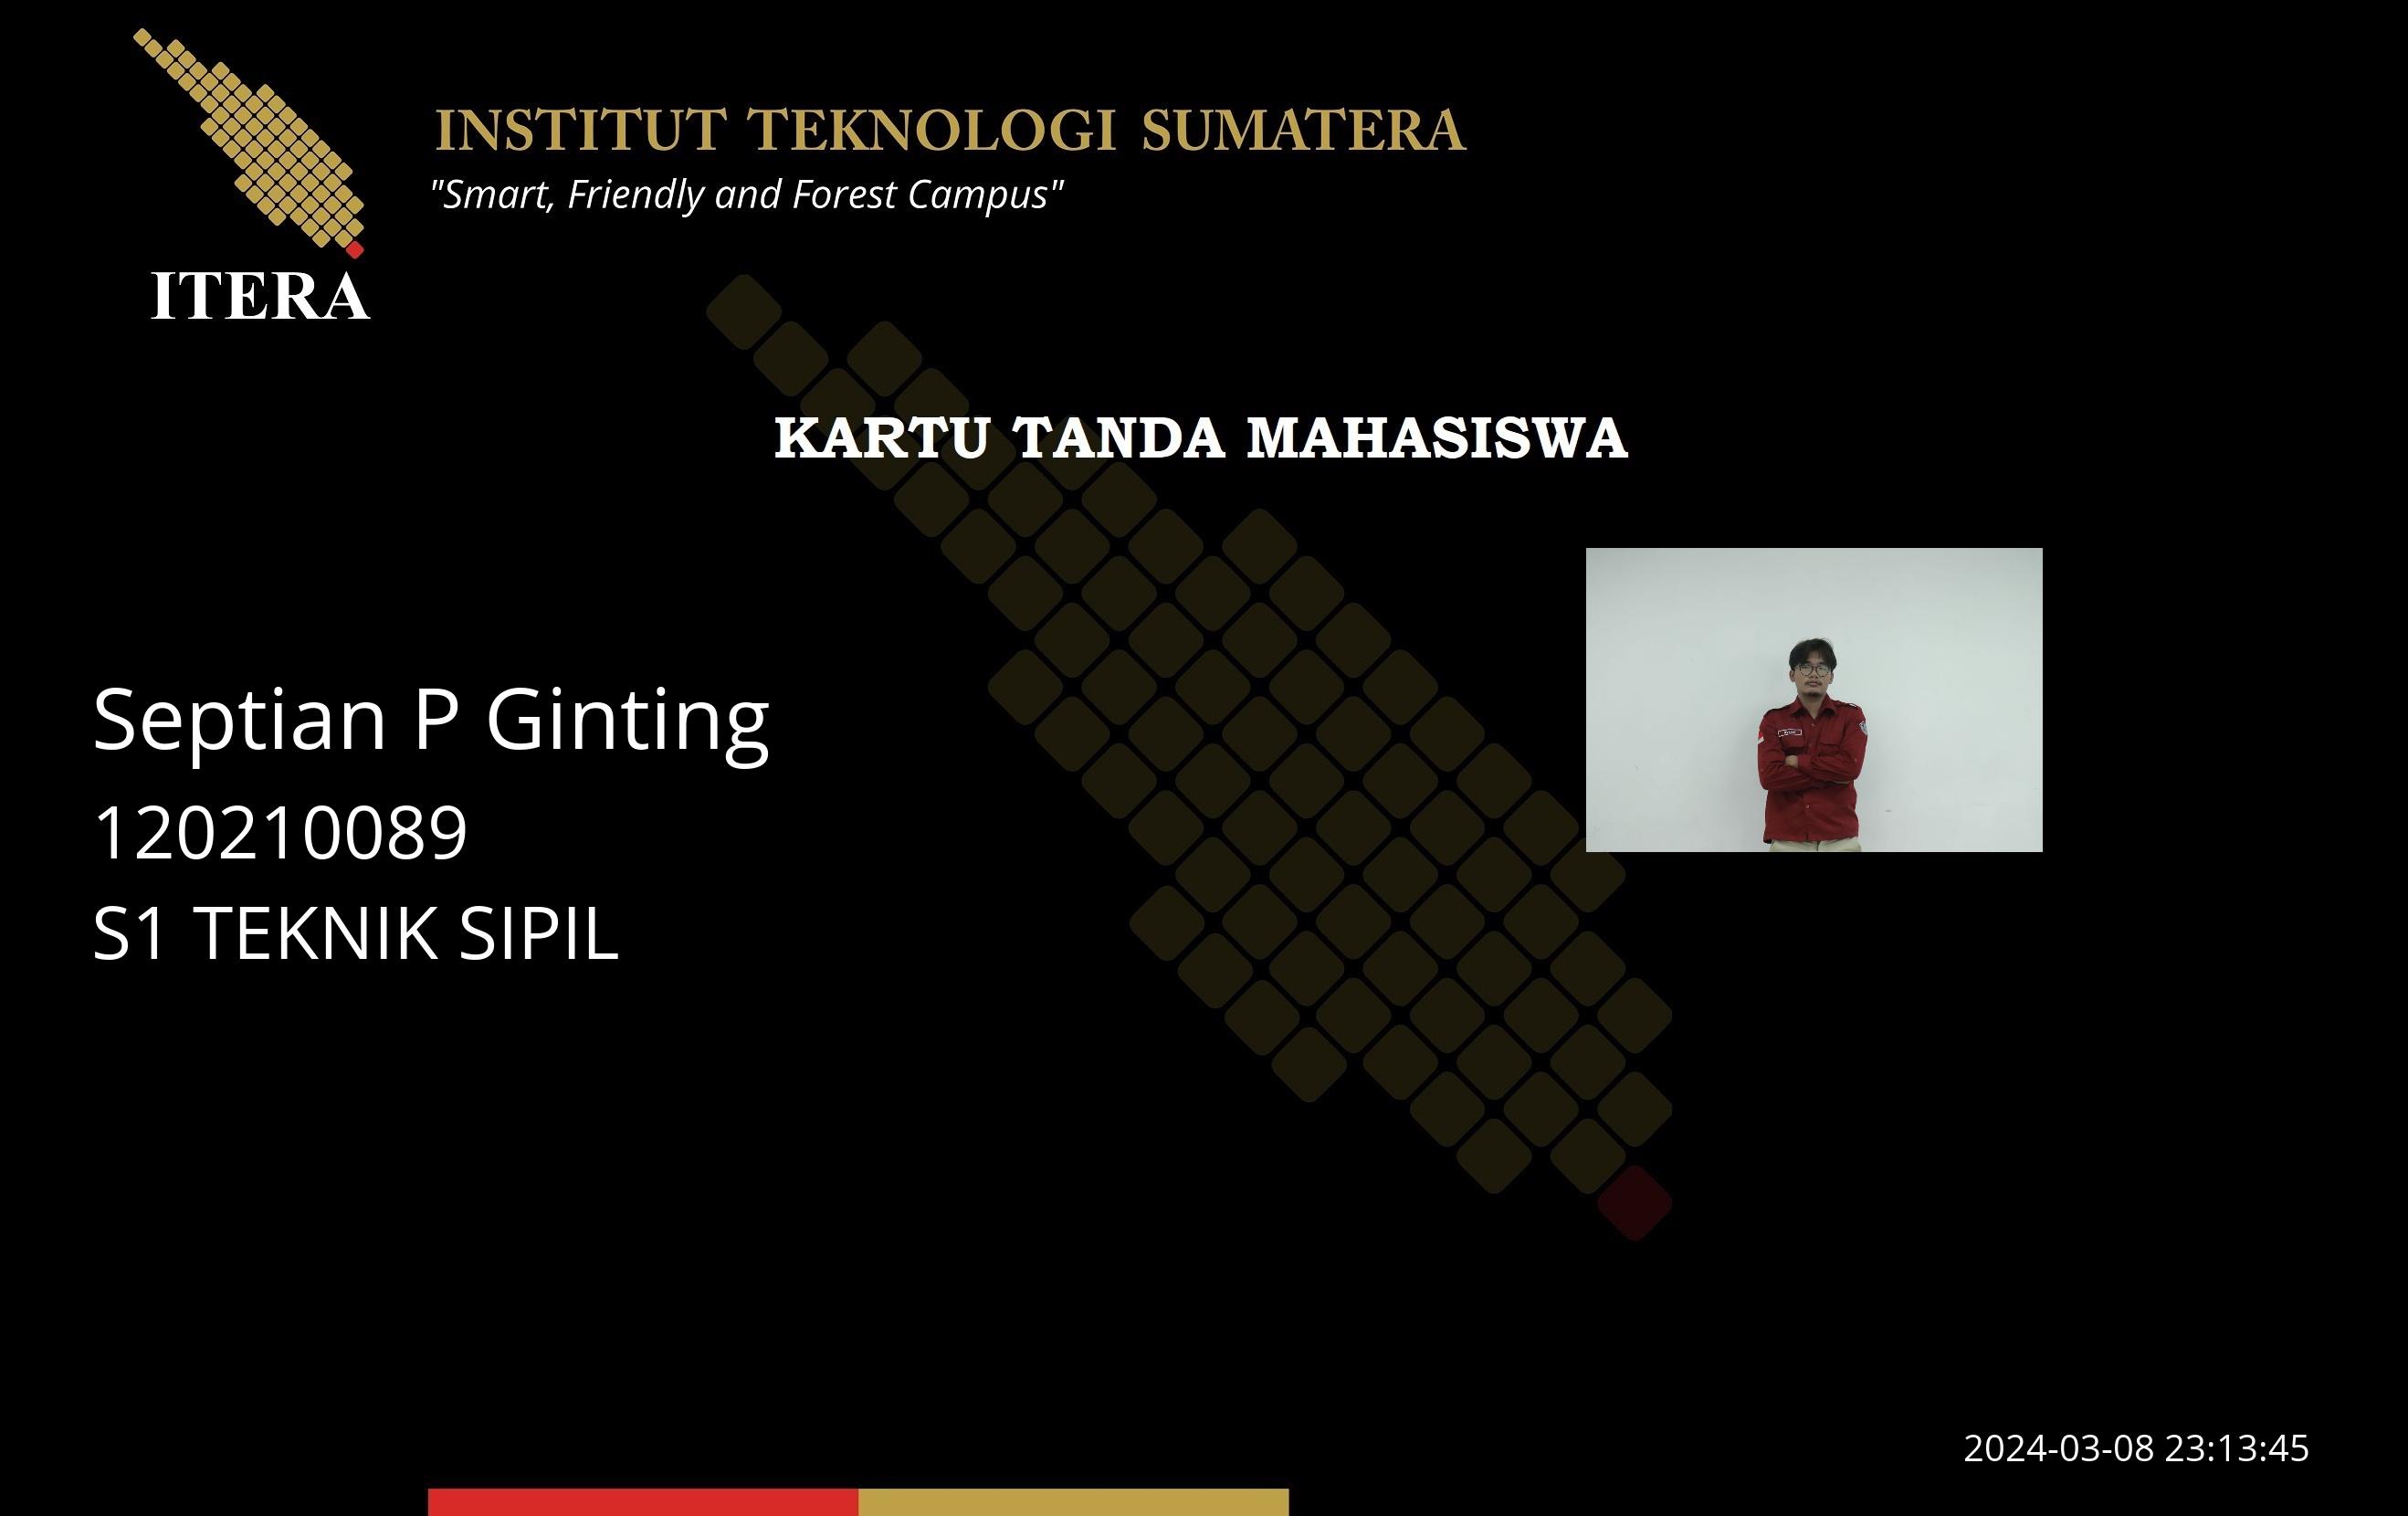 INSTITUT TEKNOLOGI SUMATERA
"Smart, Friendly and Forest Campus"
ITERA
KARTU TANDA MAHASISWA
Septian P Ginting
120210089
S1 TEKNIK SIPIL
2024-03-08 23:13:45